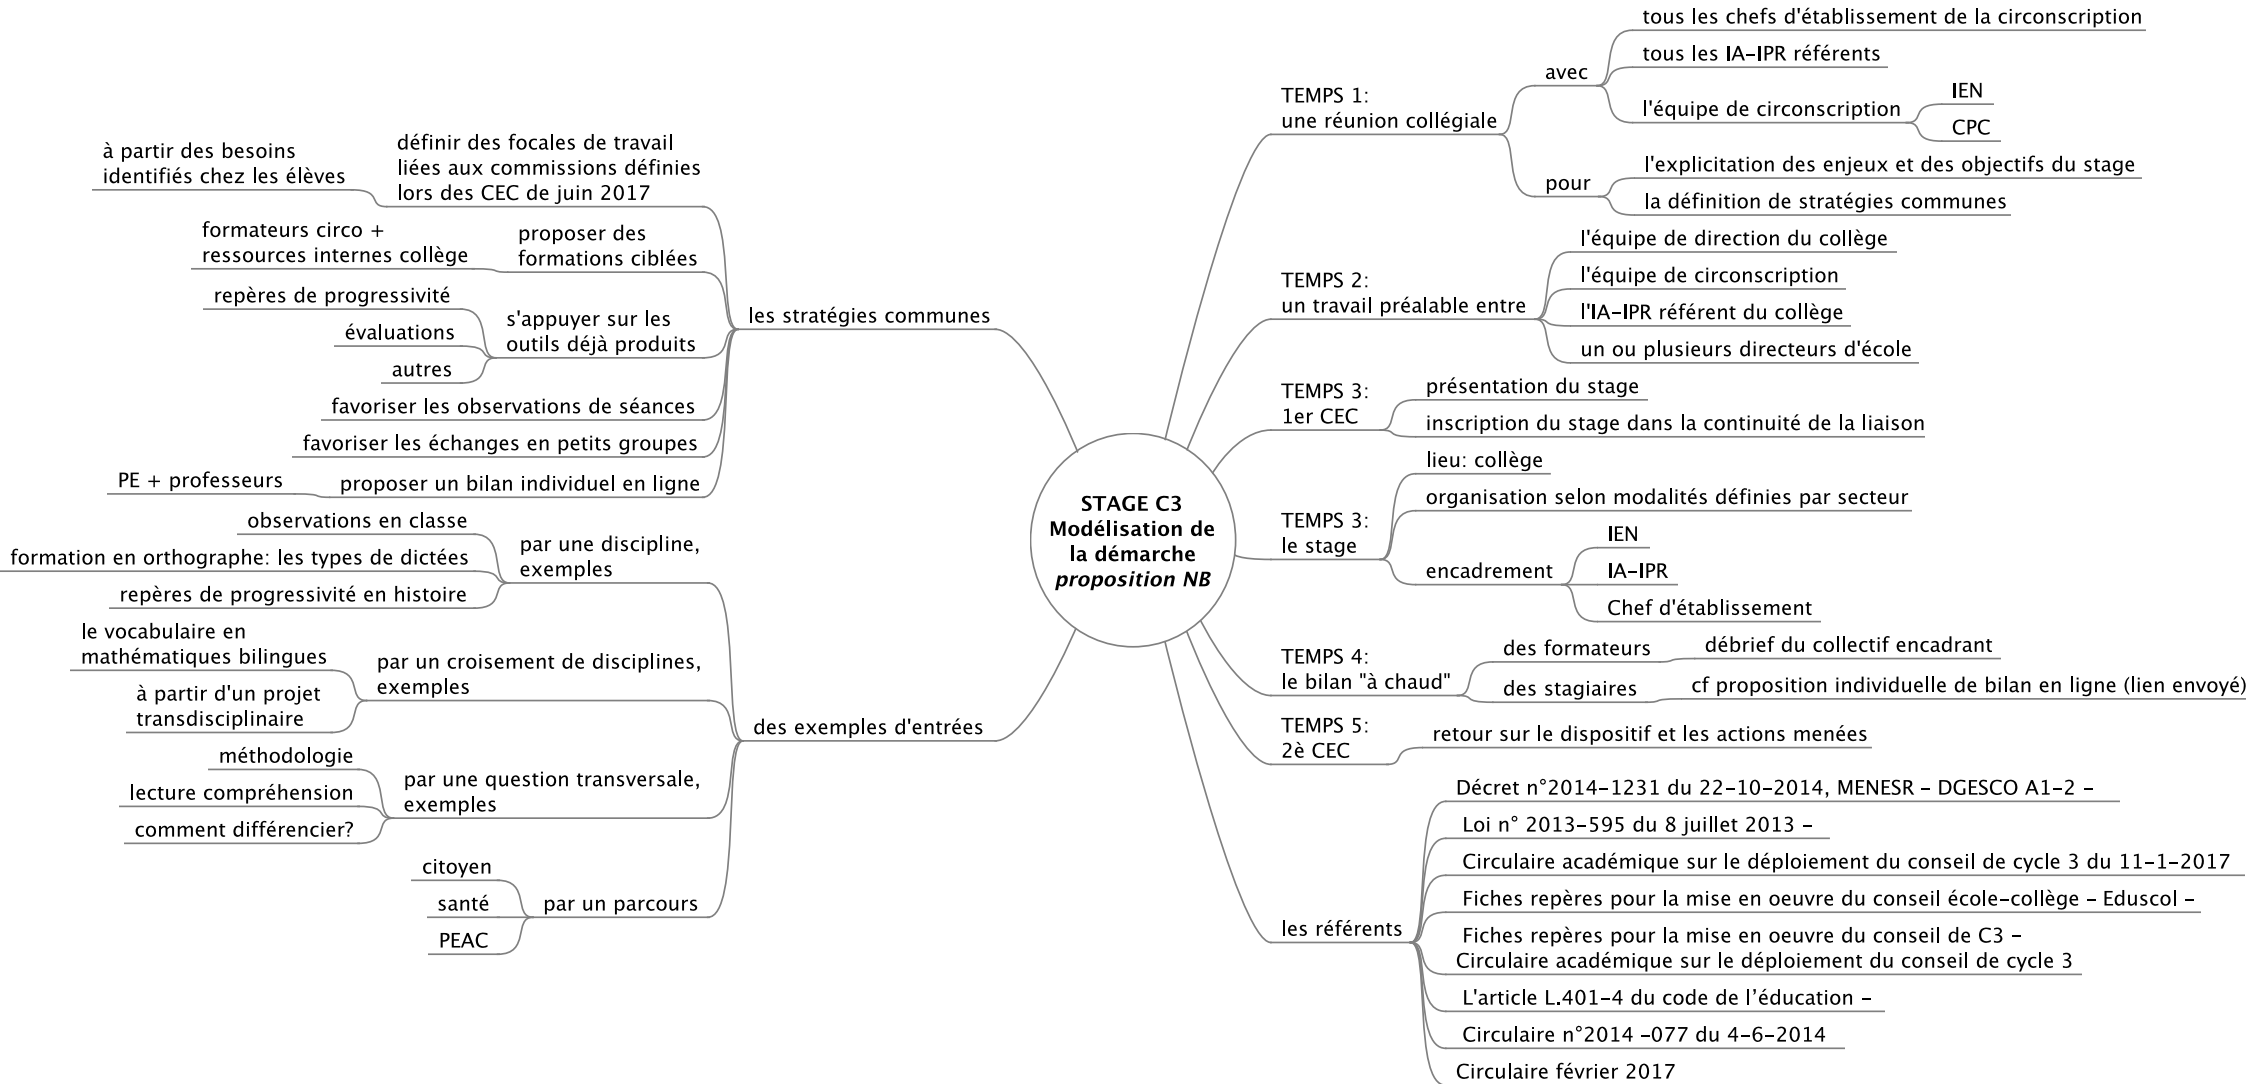 STAGE C3
Modélisation de
la démarche
proposition NB
TEMPS 1:
une réunion collégiale
avec
tous les chefs d'établissement de la circonscription
tous les IA-IPR référents
l'équipe de circonscription
IEN
CPC
pour
l'explicitation des enjeux et des objectifs du stage
la définition de stratégies communes
TEMPS 2:
un travail préalable entre
l'équipe de direction du collège
l'équipe de circonscription
l'IA-IPR référent du collège
un ou plusieurs directeurs d'école
TEMPS 3:
1er CEC
présentation du stage
inscription du stage dans la continuité de la liaison
TEMPS 3:
le stage
lieu: collège
organisation selon modalités définies par secteur
encadrement
IEN
IA-IPR
Chef d'établissement
TEMPS 4:
le bilan "à chaud"
des formateurs
débrief du collectif encadrant
des stagiaires
cf proposition individuelle de bilan en ligne (lien envoyé)
TEMPS 5:
2è CEC
retour sur le dispositif et les actions menées
les référents
Décret n°2014-1231 du 22-10-2014, MENESR - DGESCO A1-2 -
Loi n° 2013-595 du 8 juillet 2013 -
Circulaire académique sur le déploiement du conseil de cycle 3 du 11-1-2017
Fiches repères pour la mise en oeuvre du conseil école-collège - Eduscol -
Fiches repères pour la mise en oeuvre du conseil de C3 -
Circulaire académique sur le déploiement du conseil de cycle 3
L'article L.401-4 du code de l’éducation -
Circulaire n°2014 -077 du 4-6-2014
Circulaire février 2017
les stratégies communes
définir des focales de travail
liées aux commissions définies
lors des CEC de juin 2017
à partir des besoins
identifiés chez les élèves
proposer des
formations ciblées
formateurs circo +
ressources internes collège
s'appuyer sur les
outils déjà produits
repères de progressivité
évaluations
autres
favoriser les observations de séances
favoriser les échanges en petits groupes
proposer un bilan individuel en ligne
PE + professeurs
des exemples d'entrées
par une discipline,
exemples
observations en classe
formation en orthographe: les types de dictées
repères de progressivité en histoire
par un croisement de disciplines,
exemples
le vocabulaire en
mathématiques bilingues
à partir d'un projet
transdisciplinaire
par une question transversale,
exemples
méthodologie
lecture compréhension
comment différencier?
par un parcours
citoyen
santé
PEAC